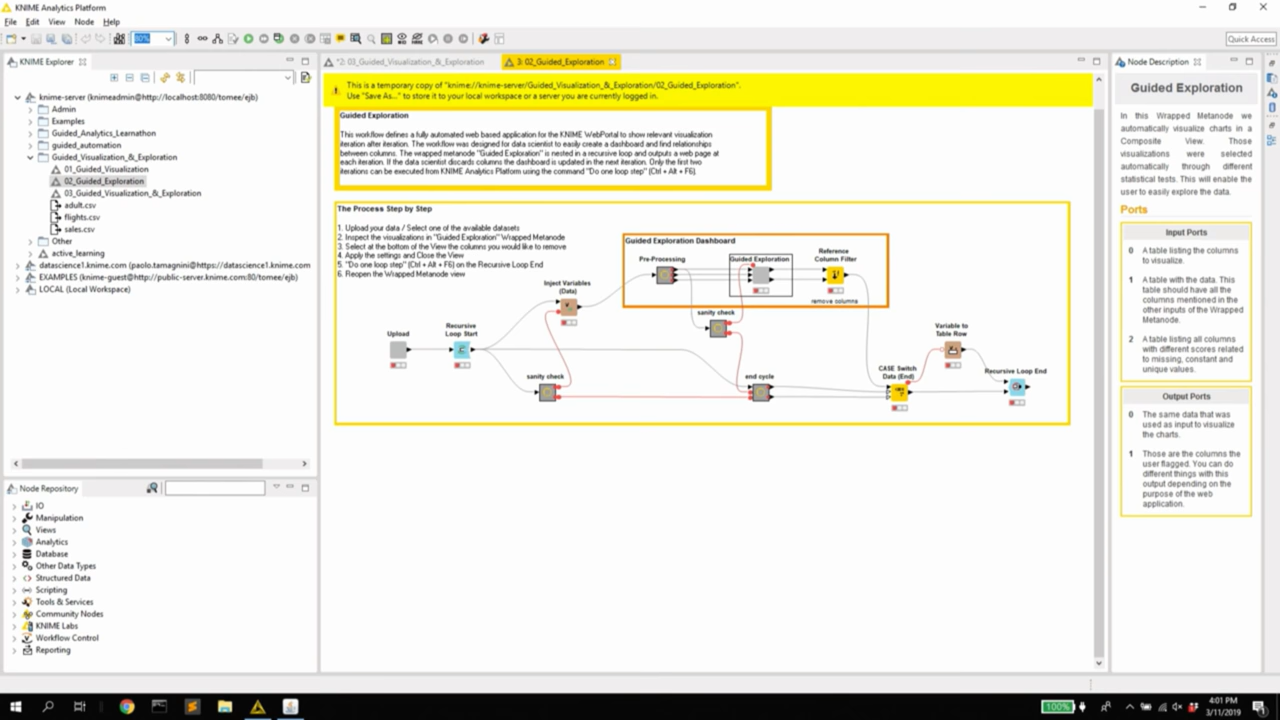 KNIME Analytics Platform
File Edit View Node Help
80%
Quick Access
KNIME Explorer
knime-server (knimeadmin@http://localhost:8080/tomee/ejb)
Admin
Examples
Guided_Analytics_Learnathon
guided_automation
Guided_Visualization_&_Exploration
01_Guided_Visualization
02_Guided_Exploration
03_Guided_Visualization_&_Exploration
adult.csv
flights.csv
sales.csv
Other
active_learning
datascience1.knime.com (paolo.tamagnini@https://datascience1.knime.com
EXAMPLES (knime-guest@http://public-server.knime.com:80/tomee/ejb)
LOCAL (Local Workspace)
Node Repository
IO
Manipulation
Views
Analytics
Database
Other Data Types
Structured Data
Scripting
Tools & Services
Community Nodes
KNIME Labs
Workflow Control
Reporting
*2: 03_Guided_Visualization_&_Exploration
3: 02_Guided_Exploration
This is a temporary copy of "knime://knime-server/Guided_Visualization_&_Exploration/02_Guided_Exploration".
Use "Save As..." to store it to your local workspace or a server you are currently logged in.
Guided Exploration
This workflow defines a fully automated web based application for the KNIME WebPortal to show relevant visualization
iteration after iteration. The workflow was designed for data scientist to easily create a dashboard and find relationships
between columns. The wrapped metanode "Guided Exploration" is nested in a recursive loop and outputs a web page at
each iteration. If the data scientist discards columns the dashboard is updated in the next iteration. Only the first two
iterations can be executed from KNIME Analytics Platform using the command "Do one loop step" (Ctrl + Alt + F6)
The Process Step by Step
1. Upload your data / Select one of the available datasets
2. Inspect the visualizations in "Guided Exploration" Wrapped Metanode
3. Select at the bottom of the View the columns you would like to remove
4. Apply the settings and Close the View
5. "Do one loop step" (Ctrl + Alt + F6) on the Recursive Loop End
6. Reopen the Wrapped Metanode view
Guided Exploration Dashboard
Pre-Processing
Guided Exploration
Reference
Column Filter
remove columns
Inject Variables
(Data)
sanity check
Upload
Recursive
Loop Start
sanity check
end cycle
CASE Switch
Data (End)
Variable to
Table Row
Recursive Loop End
Node Description
Guided Exploration
In this Wrapped Metanode we
automatically visualize charts in a
Composite View. Those
visualizations were selected
automatically through different
statistical tests. This will enable the
user to easily explore the data.
Ports
Input Ports
0 A table listing the
columns to
visualize.
1 A table with the data. This
table should have all
the columns mentioned in the
other inputs of the Wrapped
Metanode.
2 A table listing all columns
with different scores related
to missing, constant and
unique values.
Output Ports
0 The same data that was
used as input to visualize
the charts.
1 Those are the columns the
user flagged. You can do
different things with this
output depending on the
purpose of the web
application.
100%
4:01 PM
3/11/2019